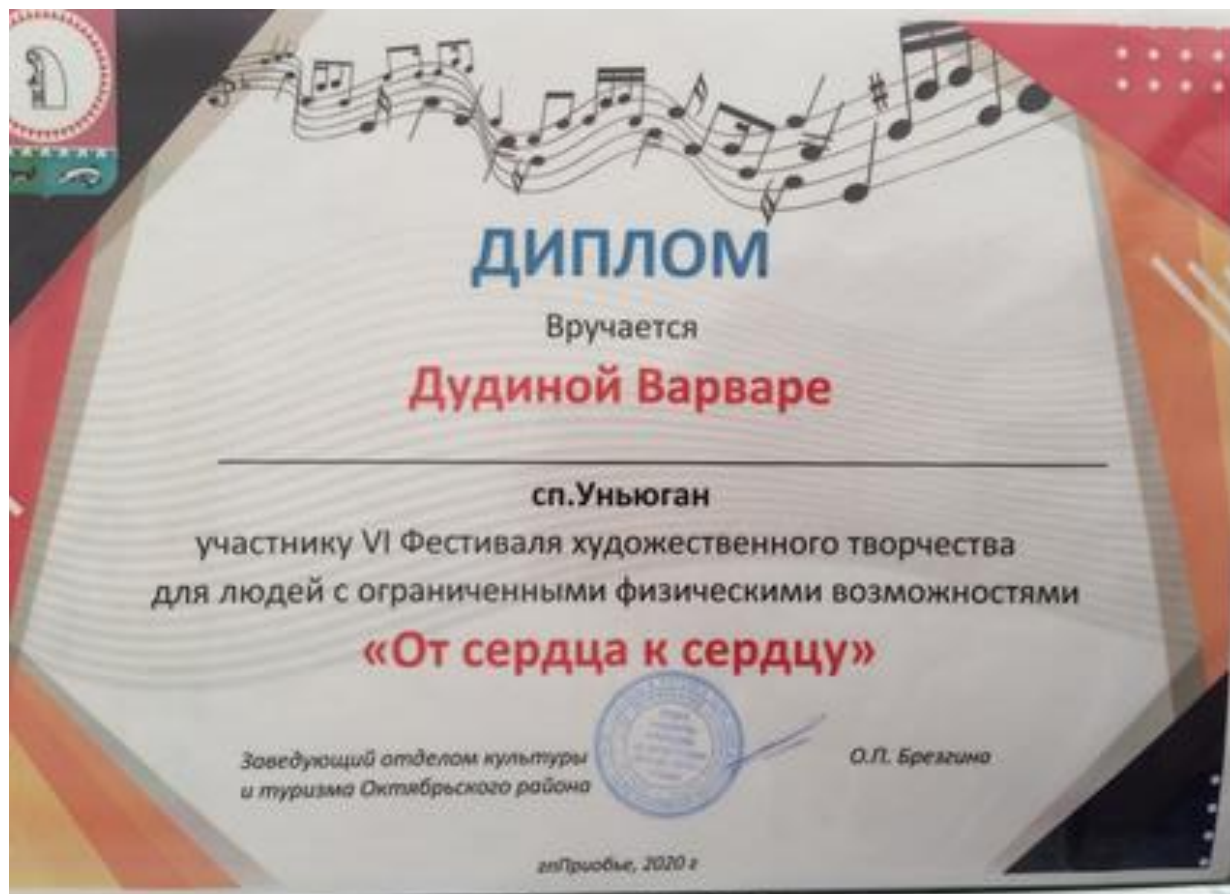 ДИПЛОМ
Вручается
Дудиной Варваре
сп.Уньюган
участнику VI Фестиваля художественного творчества
для людей с ограниченными физическими возможностями
«От сердца к сердцу»
Заведующий отделом культуры
и туризма Октябрьского района
О.П. Брезгина
гпПриобье, 2020 г